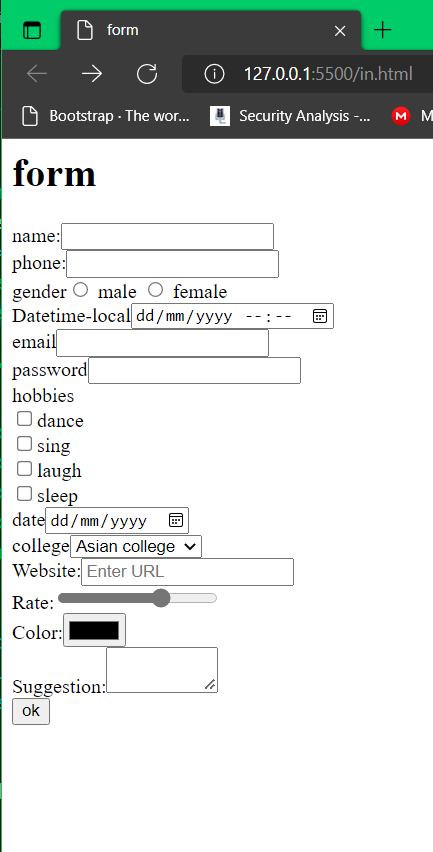 form
127.0.0.1:5500/in.html
Bootstrap · The wor... Security Analysis -... M
form
name:
phone:
gender male female
Datetime-local dd/mm/yyyy --:--
email
password
hobbies
dance
sing
laugh
sleep
date dd/mm/yyyy
college Asian college
Website: Enter URL
Rate:
Color:
Suggestion:
ok